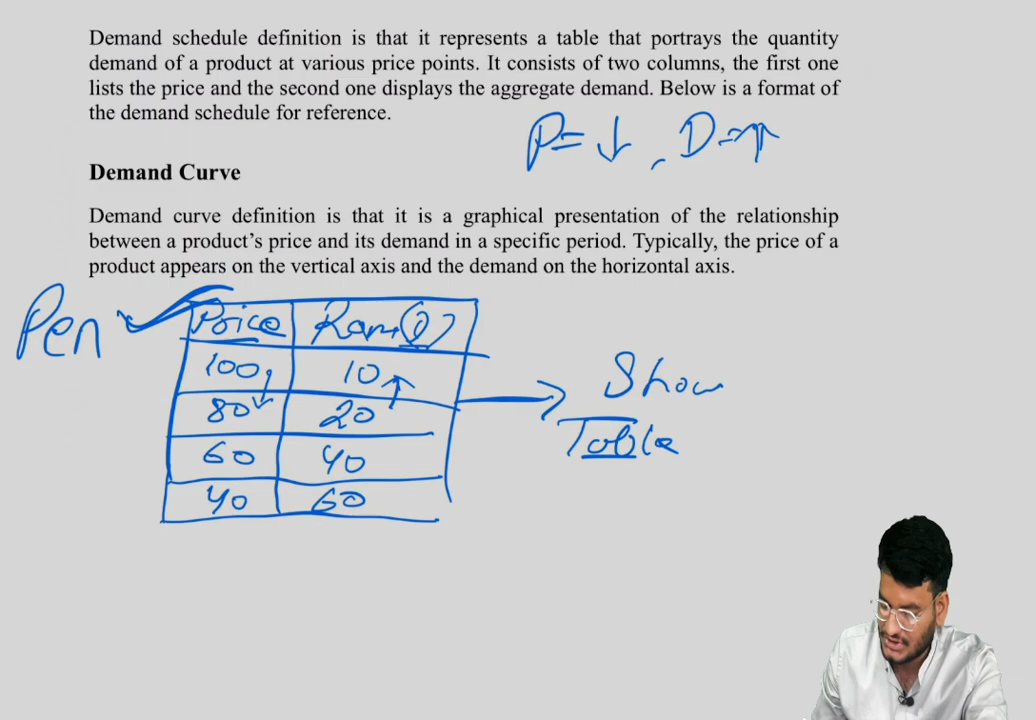 Demand schedule definition is that it represents a table that portrays the quantity
demand of a product at various price points. It consists of two columns, the first one
lists the price and the second one displays the aggregate demand. Below is a format of
the demand schedule for reference.
P= ↓ , D=↑
Demand Curve
Demand curve definition is that it is a graphical presentation of the relationship
between a product's price and its demand in a specific period. Typically, the price of a
product appears on the vertical axis and the demand on the horizontal axis.
Pen
Price Ram(Q)
100 10
80 20
60 40
40 60
Show
Table